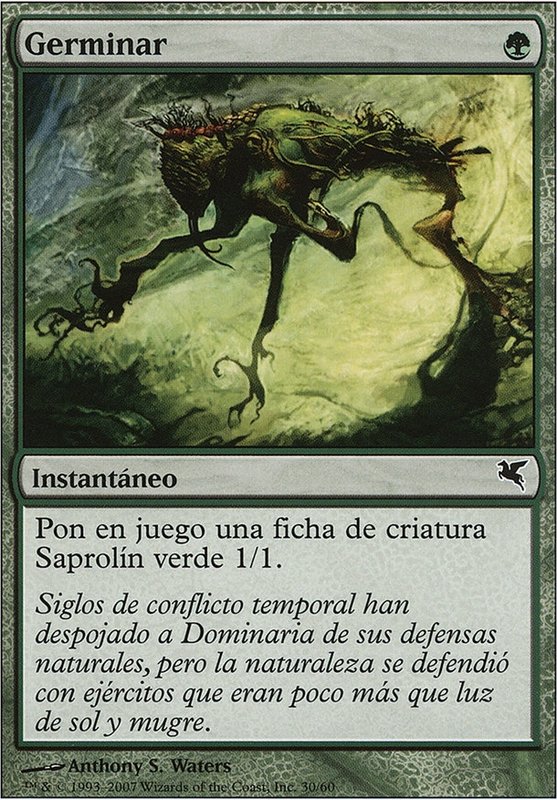 Germinar
Instantáneo
Pon en juego una ficha de criatura
Saprolín verde 1/1.
Siglos de conflicto temporal han
despojado a Dominaria de sus defensas
naturales, pero la naturaleza se defendió
con ejércitos que eran poco más que luz
de sol y mugre.
Anthony S. Waters
™ & © 1993-2007 Wizards of the Coast, Inc. 30/60